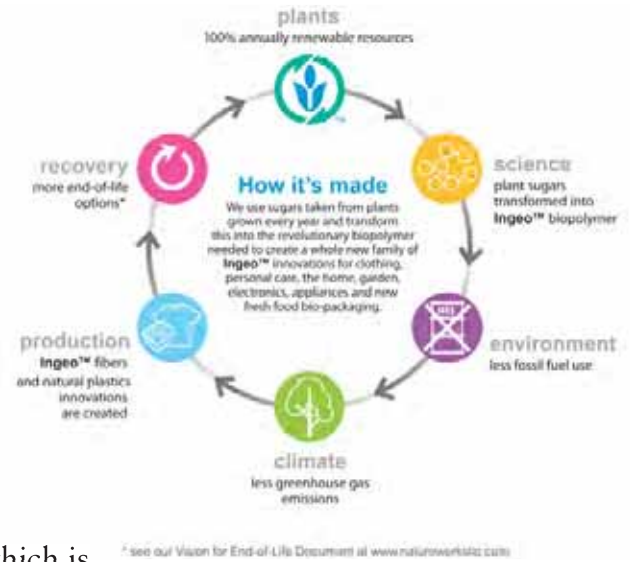 plants
100% annually renewable resources
recovery
more end-of-life
options*
science
plant sugars
transformed into
Ingeo™ biopolymer
How it's made
We use sugars taken from plants
grown every year and transform
this into the revolutionary biopolymer
needed to create a whole new family of
Ingeo™ innovations for clothing,
personal care, the home, garden,
electronics, appliances and new
fresh food bio-packaging.
production
Ingeo™ fibers
and natural plastics
innovations
are created
environment
less fossil fuel use
climate
less greenhouse gas
emissions
hich is
* see our Vision for End-of-Life Document at www.natureworksllc.com